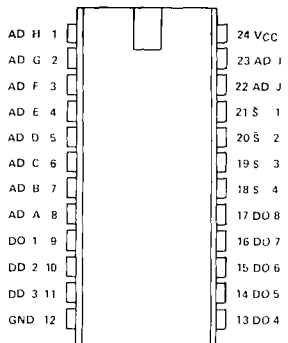 AD H 1
AD G 2
AD F 3
AD E 4
AD D 5
AD C 6
AD B 7
AD A 8
DO 1 9
DD 2 10
DD 3 11
GND 12
24 VCC
23 AD I
22 AD J
21 S̄ 1
20 S̄ 2
19 S 3
18 S 4
17 DO 8
16 DO 7
15 DO 6
14 DO 5
13 DO 4